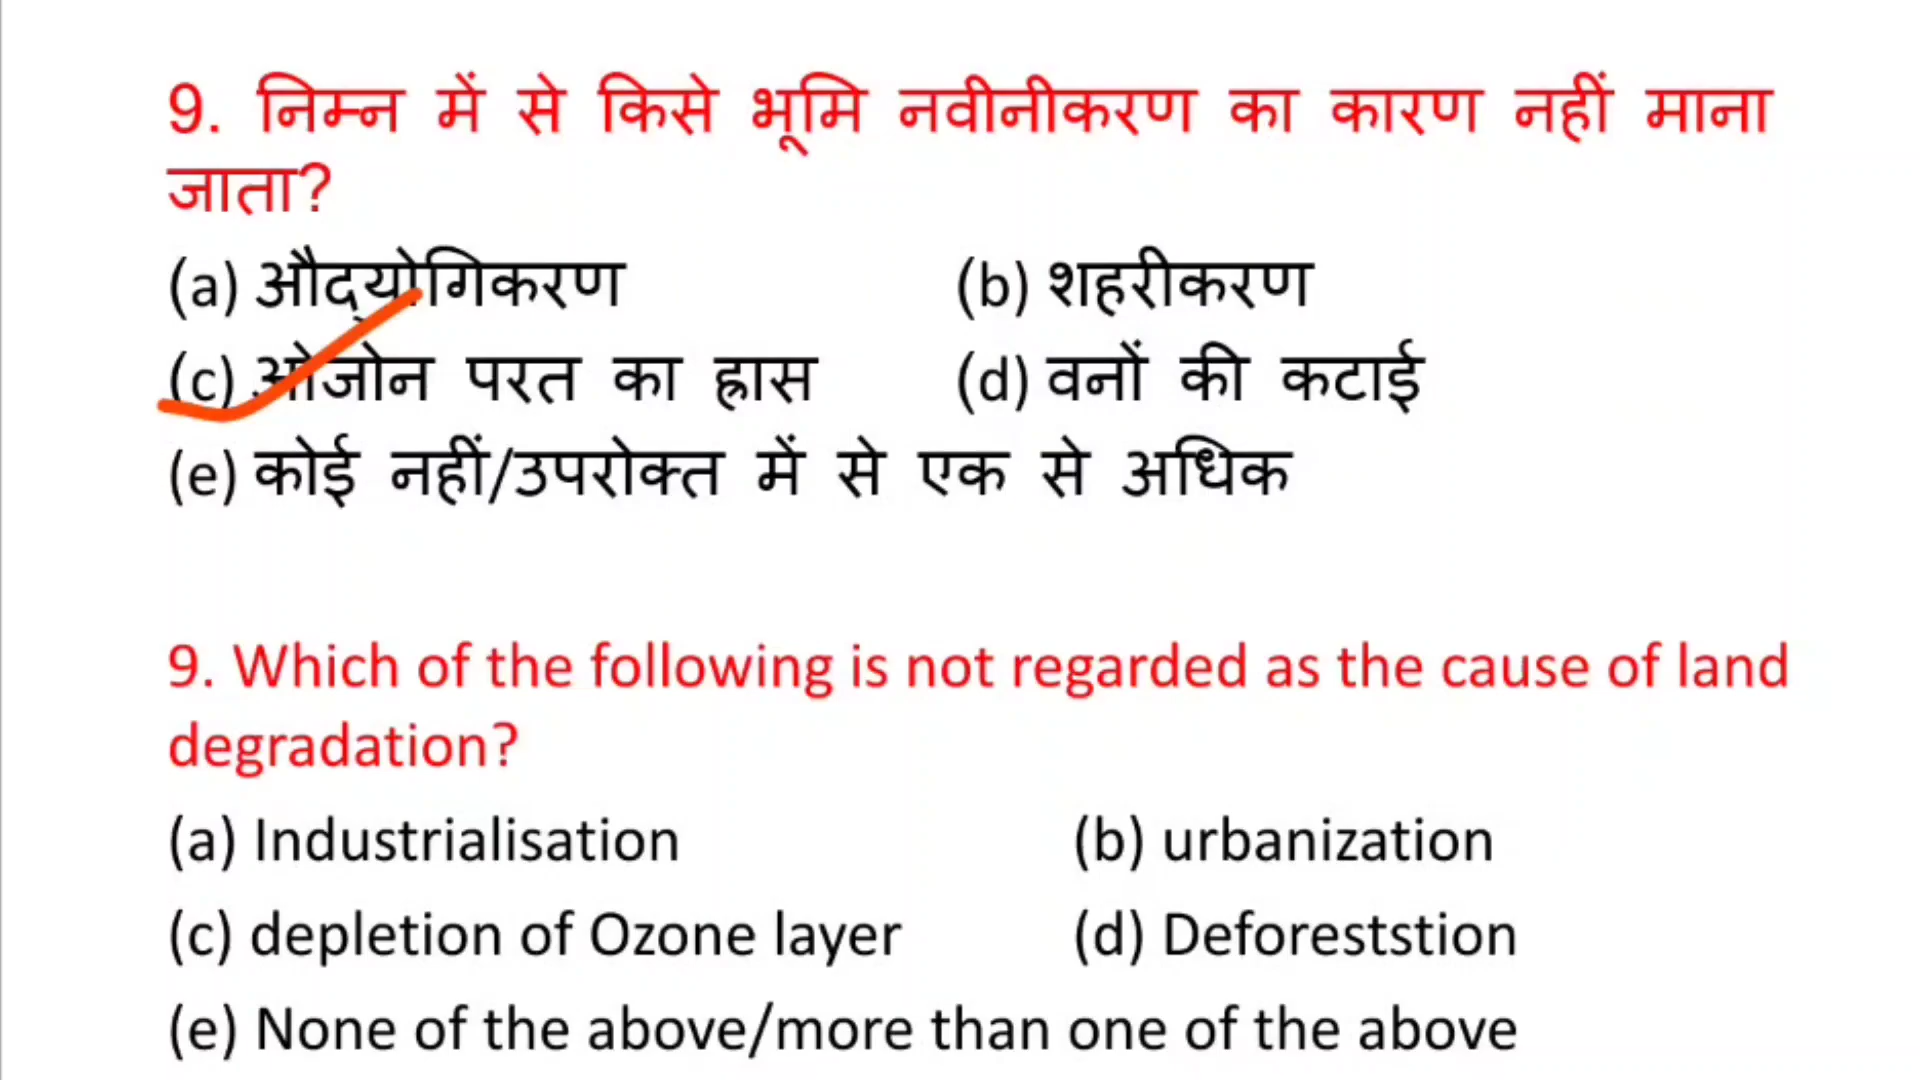 9. निम्न में से किसे भूमि नवीनीकरण का कारण नहीं माना
जाता?
(a) औद्योगिकरण (b) शहरीकरण
(c) ओजोन परत का ह्रास (d) वनों की कटाई
(e) कोई नहीं/उपरोक्त में से एक से अधिक
9. Which of the following is not regarded as the cause of land
degradation?
(a) Industrialisation (b) urbanization
(c) depletion of Ozone layer (d) Deforeststion
(e) None of the above/more than one of the above